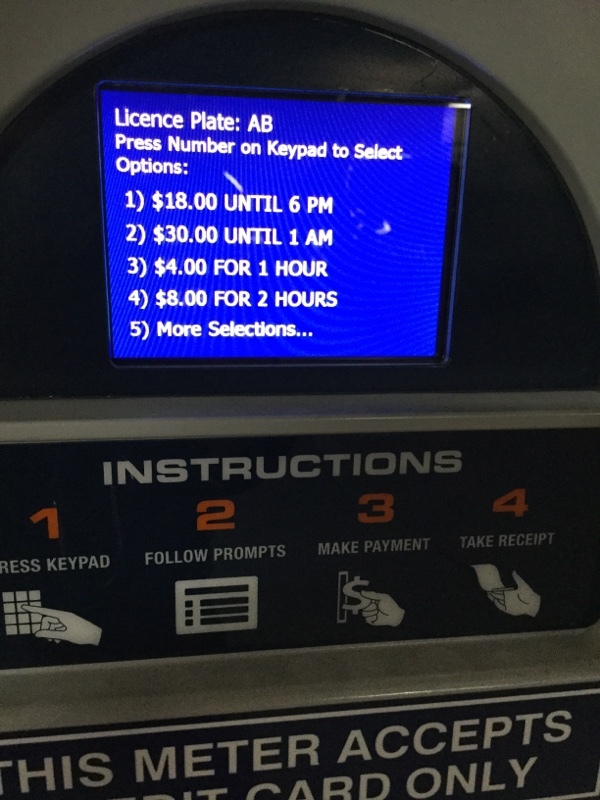 Licence Plate: AB
Press Number on Keypad to Select
Options:
1) $18.00 UNTIL 6 PM
2) $30.00 UNTIL 1 AM
3) $4.00 FOR 1 HOUR
4) $8.00 FOR 2 HOURS
5) More Selections...
INSTRUCTIONS
1 2 3 4
RESS KEYPAD FOLLOW PROMPTS MAKE PAYMENT TAKE RECEIPT
THIS METER ACCEPTS
EDIT CARD ONLY